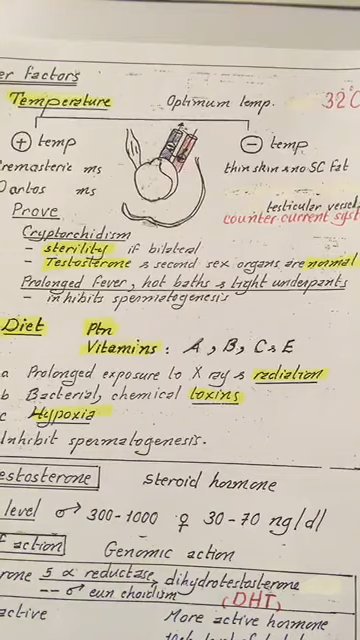 er factors
Temperature Optimum temp. 32°C
+ temp - temp
remasteric ms thin skin & no SC fat
Dartos ms testicular vessel
Prove counter current syst
Cryptorchidism
- sterility if bilateral
- Testosterone & second sex organs are normal
Prolonged fever, hot baths & tight underpants
- inhibits spermatogenesis
Diet Ptn
Vitamins : A, B, C & E
a Prolonged exposure to X ray & radiation
b Bacterial, chemical toxins
c Hypoxia
Inhibit spermatogenesis.
estosterone Steroid hormone
level ♂ 300-1000 ♀ 30-70 ng/dl
f action Genomic action
rone 5 α reductase, dihydrotestosterone
-- ♂ eunchoidism (DHT)
active More active hormone